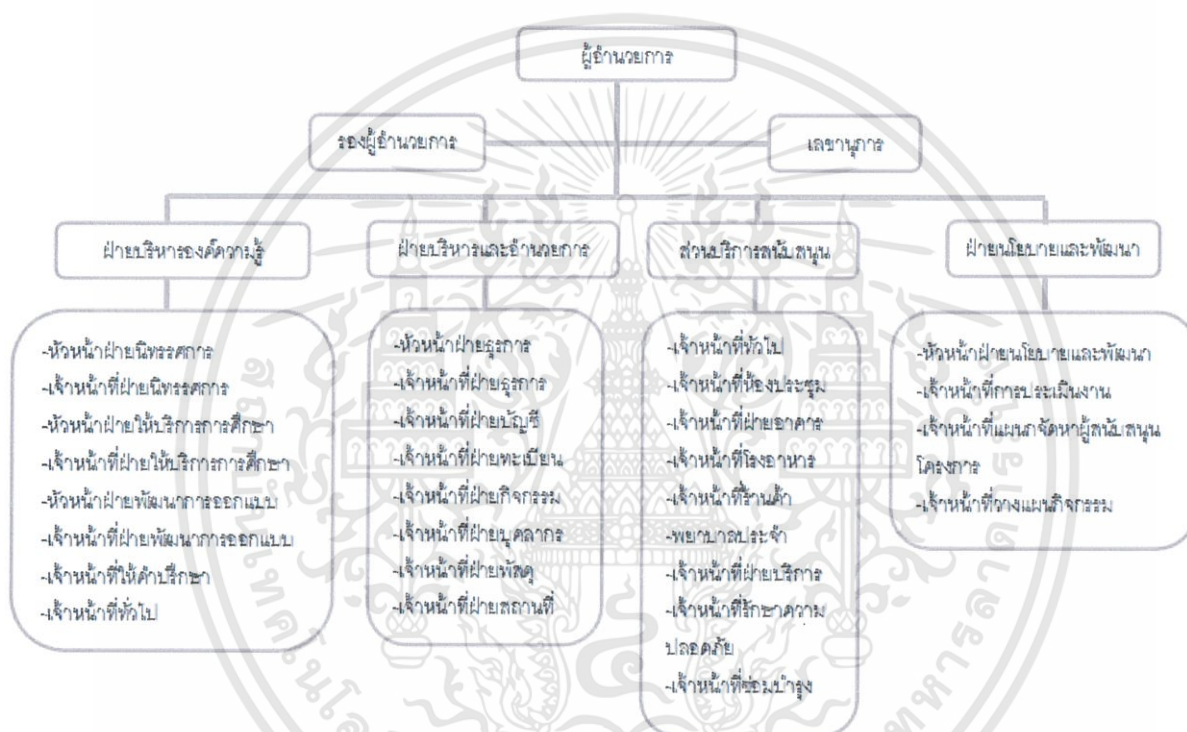 ผู้อำนวยการ
รองผู้อำนวยการ
เลขานุการ
ฝ่ายบริหารองค์ความรู้
ฝ่ายบริหารและอำนวยการ
ส่วนบริการสนับสนุน
ฝ่ายนโยบายและพัฒนา
-หัวหน้าฝ่ายนิทรรศการ
-เจ้าหน้าที่ฝ่ายนิทรรศการ
-หัวหน้าฝ่ายให้บริการการศึกษา
-เจ้าหน้าที่ฝ่ายให้บริการการศึกษา
-หัวหน้าฝ่ายพัฒนาการออกแบบ
-เจ้าหน้าที่ฝ่ายพัฒนาการออกแบบ
-เจ้าหน้าที่ให้คำปรึกษา
-เจ้าหน้าที่ทั่วไป
-หัวหน้าฝ่ายธุรการ
-เจ้าหน้าที่ฝ่ายธุรการ
-เจ้าหน้าที่ฝ่ายบัญชี
-เจ้าหน้าที่ฝ่ายทะเบียน
-เจ้าหน้าที่ฝ่ายกิจกรรม
-เจ้าหน้าที่ฝ่ายบุคลากร
-เจ้าหน้าที่ฝ่ายพัสดุ
-เจ้าหน้าที่ฝ่ายสถานที่
-เจ้าหน้าที่ทั่วไป
-เจ้าหน้าที่ห้องประชุม
-เจ้าหน้าที่ฝ่ายอาคาร
-เจ้าหน้าที่โรงอาหาร
-เจ้าหน้าที่ร้านค้า
-พยาบาลประจำ
-เจ้าหน้าที่ฝ่ายบริการ
-เจ้าหน้าที่รักษาความ
ปลอดภัย
-เจ้าหน้าที่ซ่อมบำรุง
-หัวหน้าฝ่ายนโยบายและพัฒนา
-เจ้าหน้าที่การประเมินงาน
-เจ้าหน้าที่แผนกจัดหาผู้สนับสนุน
โครงการ
-เจ้าหน้าที่วางแผนกิจกรรม